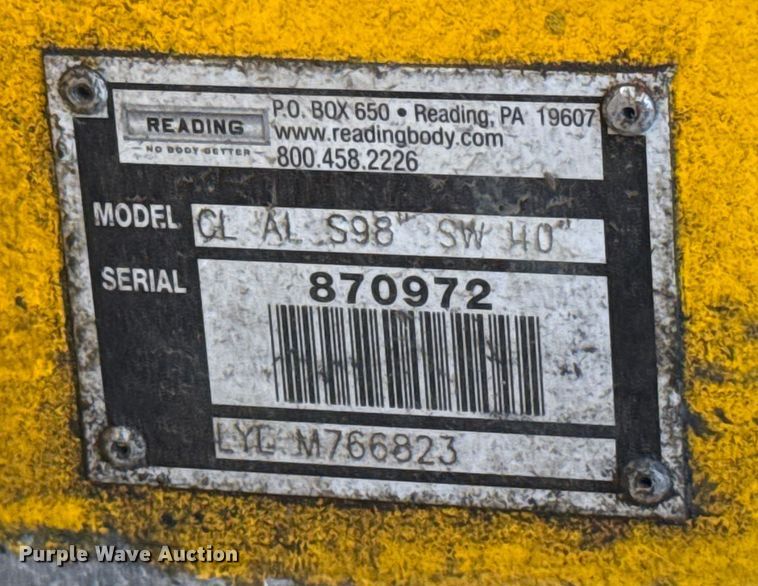 READING
NO BODY BETTER
P.O. BOX 650 • Reading, PA 19607
www.readingbody.com
800.458.2226
MODEL CL AL S98" SW 40"
SERIAL 870972
LYL M766823
Purple Wave Auction